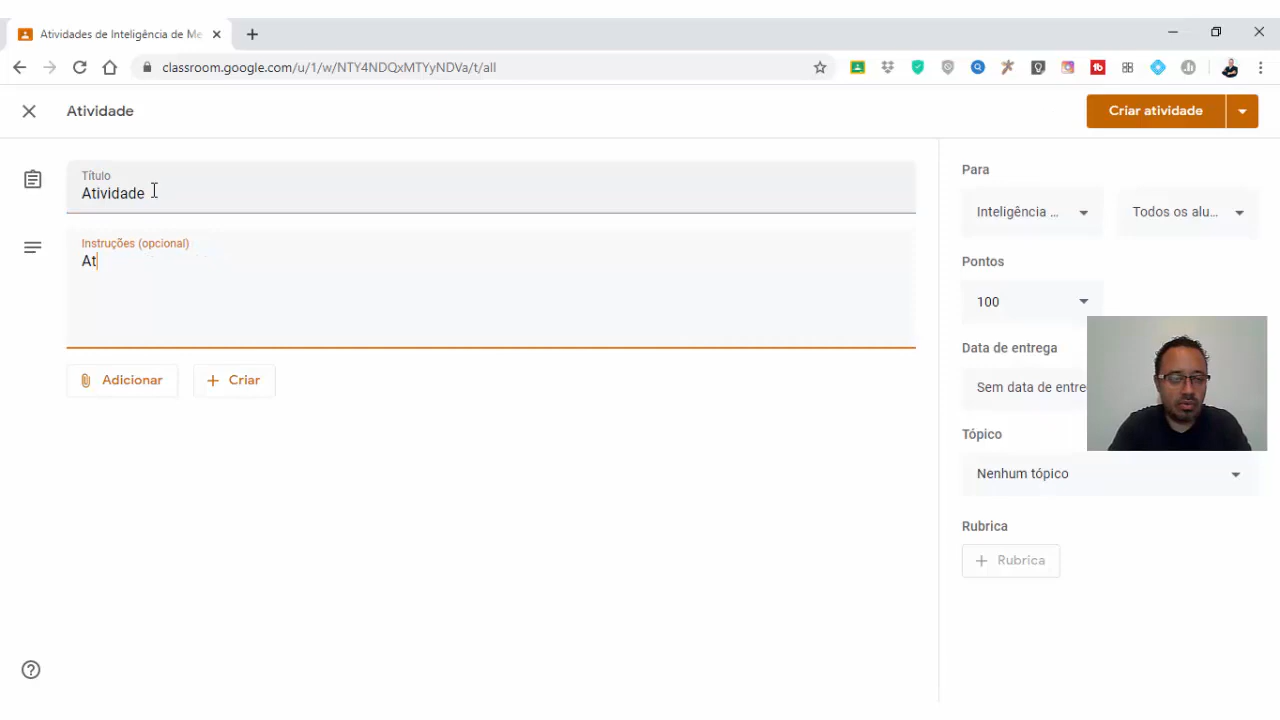 Atividades de Inteligência de Me
classroom.google.com/u/1/w/NTY4NDQxMTYyNDVa/t/all
Atividade
Criar atividade
Título
Atividade
Instruções (opcional)
At
Adicionar
Criar
Para
Inteligência ...
Todos os alu...
Pontos
100
Data de entrega
Sem data de entre
Tópico
Nenhum tópico
Rubrica
Rubrica